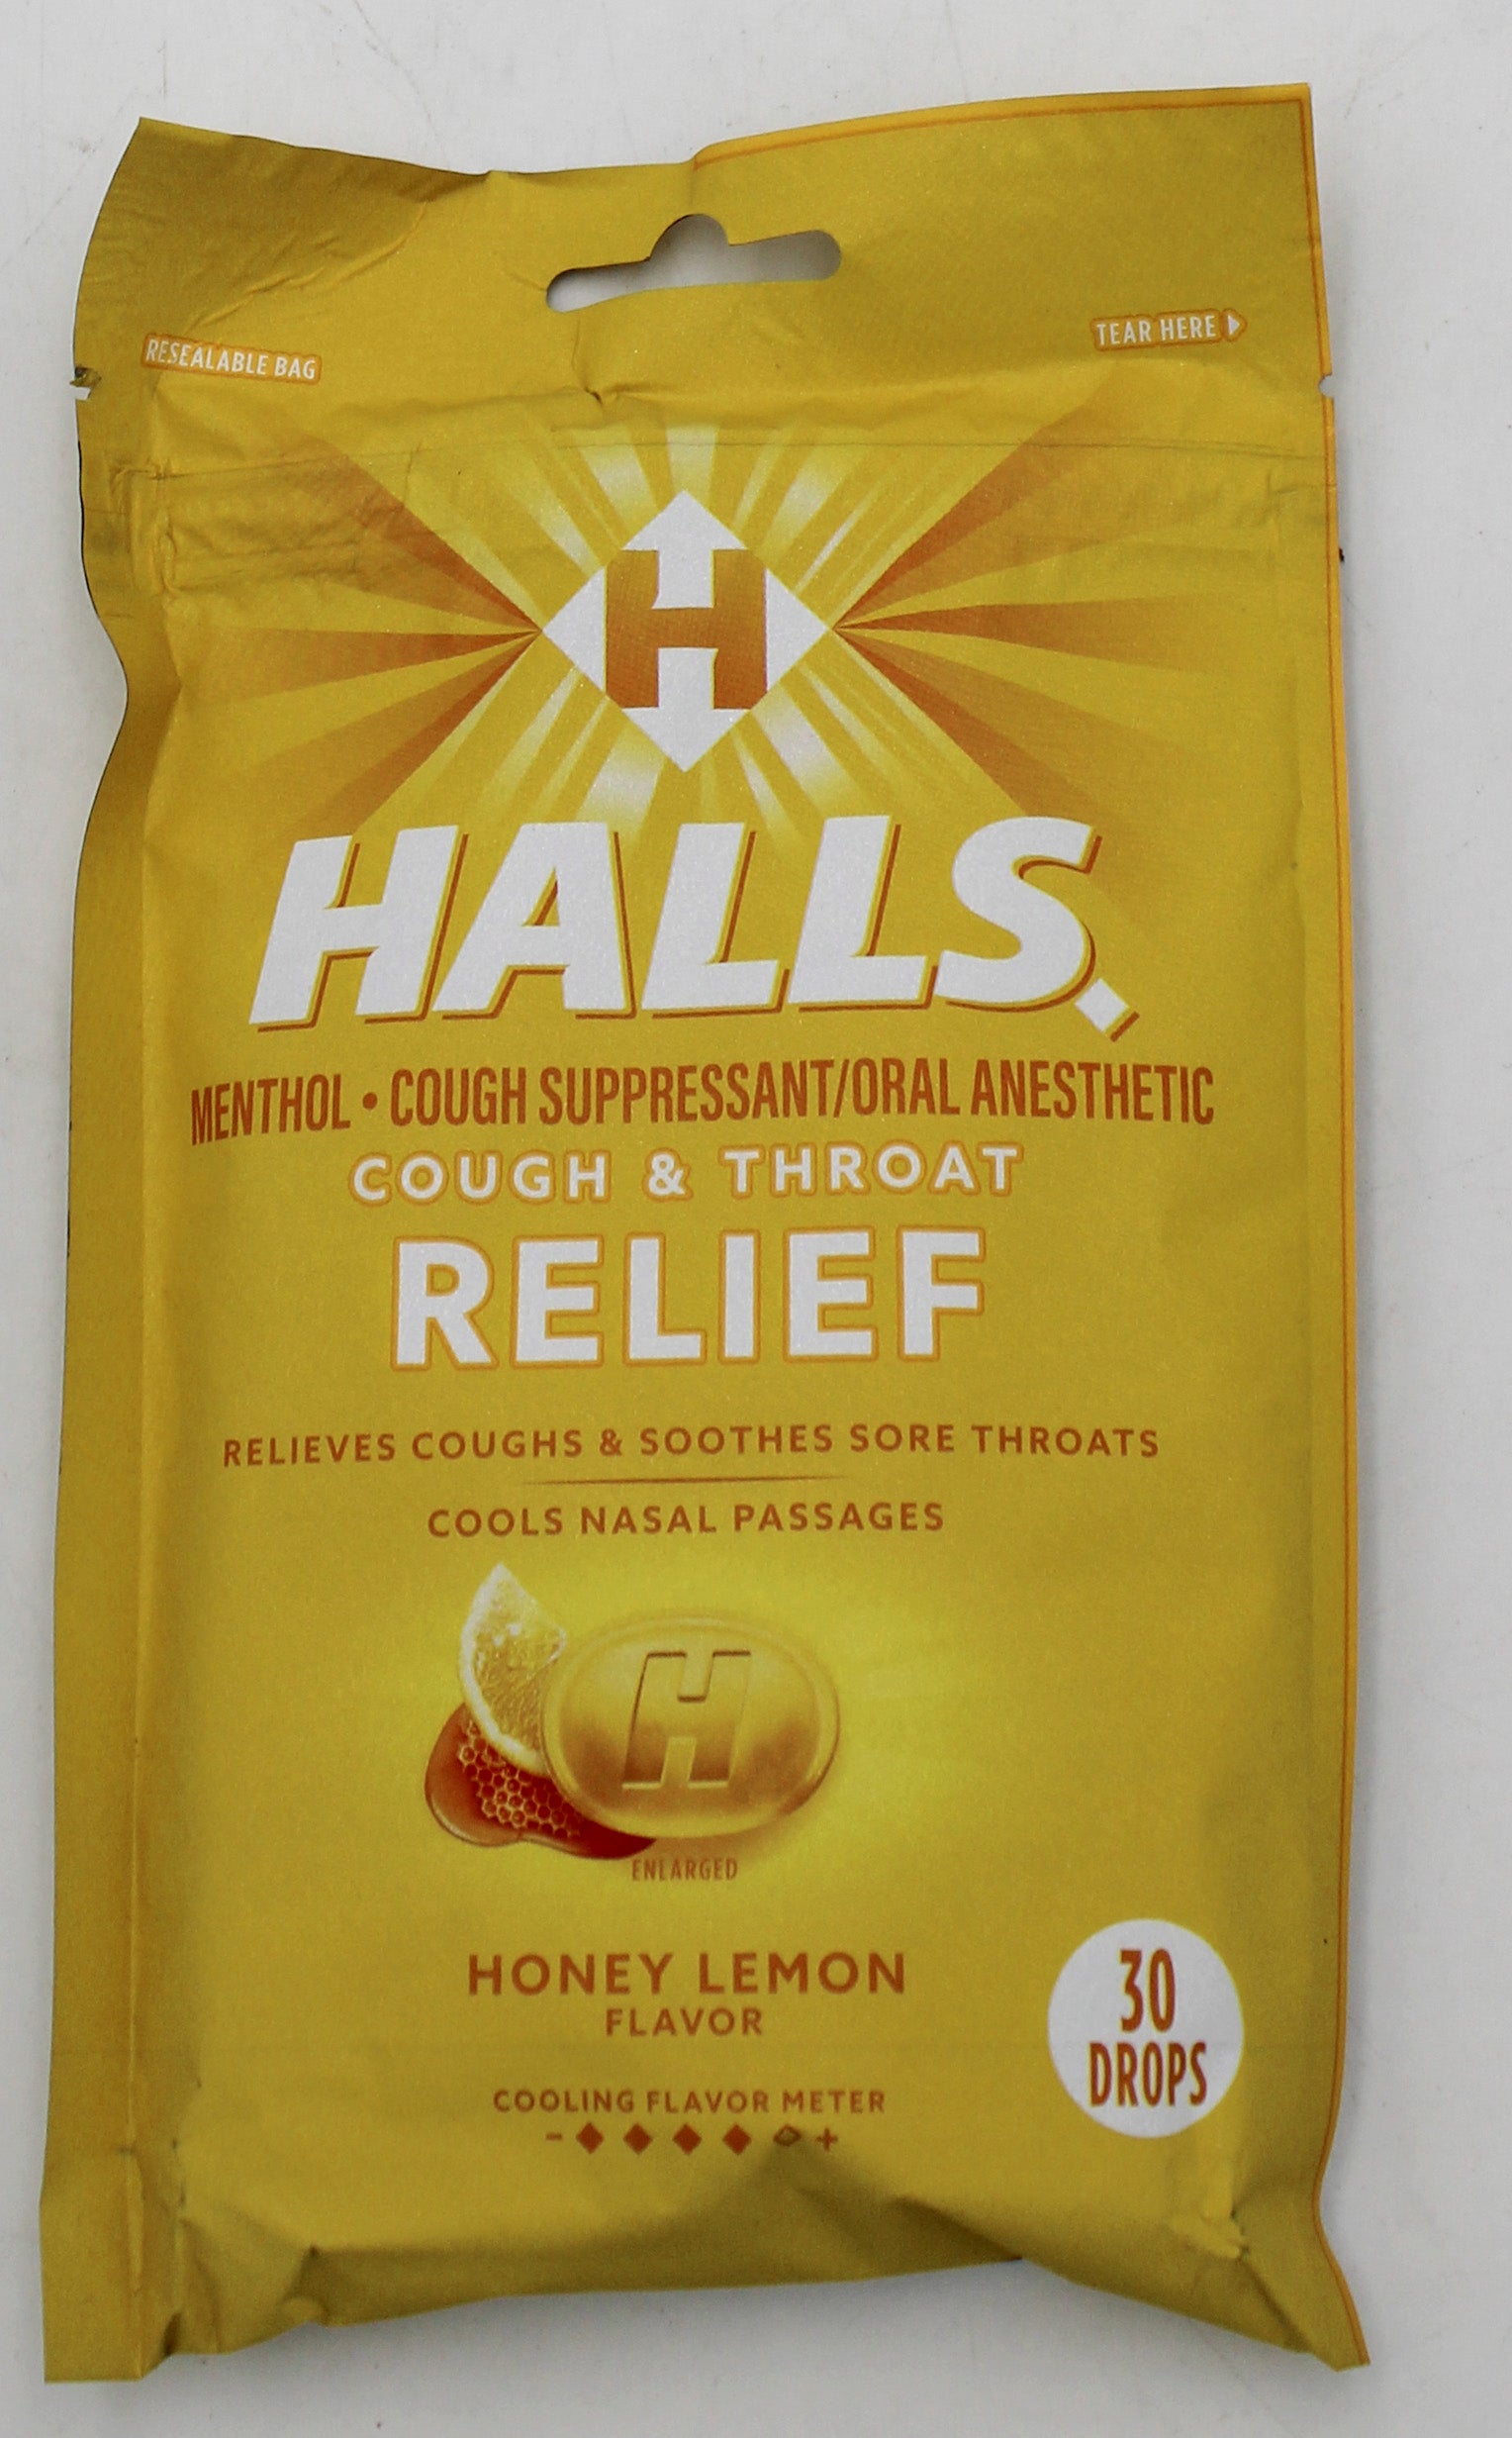 RESEALABLE BAG
TEAR HERE
H
HALLS
MENTHOL • COUGH SUPPRESSANT/ORAL ANESTHETIC
COUGH & THROAT
RELIEF
RELIEVES COUGHS & SOOTHES SORE THROATS
COOLS NASAL PASSAGES
H
ENLARGED
HONEY LEMON
FLAVOR
30
DROPS
COOLING FLAVOR METER
- +